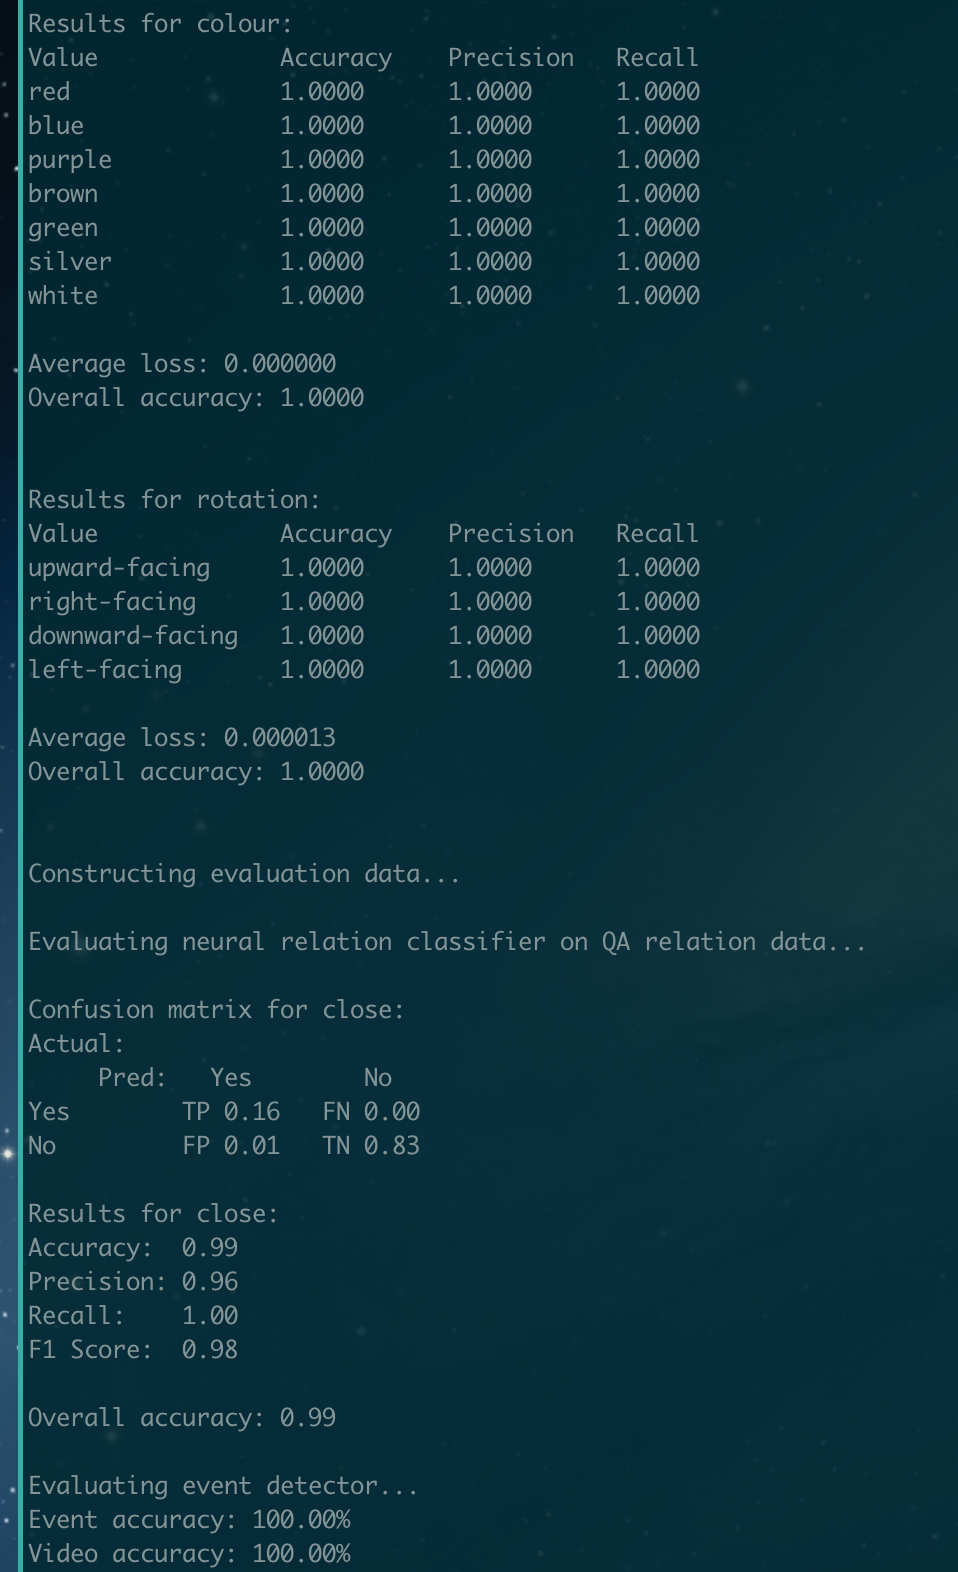 Results for colour:
Value Accuracy Precision Recall
red 1.0000 1.0000 1.0000
blue 1.0000 1.0000 1.0000
purple 1.0000 1.0000 1.0000
brown 1.0000 1.0000 1.0000
green 1.0000 1.0000 1.0000
silver 1.0000 1.0000 1.0000
white 1.0000 1.0000 1.0000
Average loss: 0.000000
Overall accuracy: 1.0000
Results for rotation:
Value Accuracy Precision Recall
upward-facing 1.0000 1.0000 1.0000
right-facing 1.0000 1.0000 1.0000
downward-facing 1.0000 1.0000 1.0000
left-facing 1.0000 1.0000 1.0000
Average loss: 0.000013
Overall accuracy: 1.0000
Constructing evaluation data...
Evaluating neural relation classifier on QA relation data...
Confusion matrix for close:
Actual:
Pred: Yes No
Yes TP 0.16 FN 0.00
No FP 0.01 TN 0.83
Results for close:
Accuracy: 0.99
Precision: 0.96
Recall: 1.00
F1 Score: 0.98
Overall accuracy: 0.99
Evaluating event detector...
Event accuracy: 100.00%
Video accuracy: 100.00%